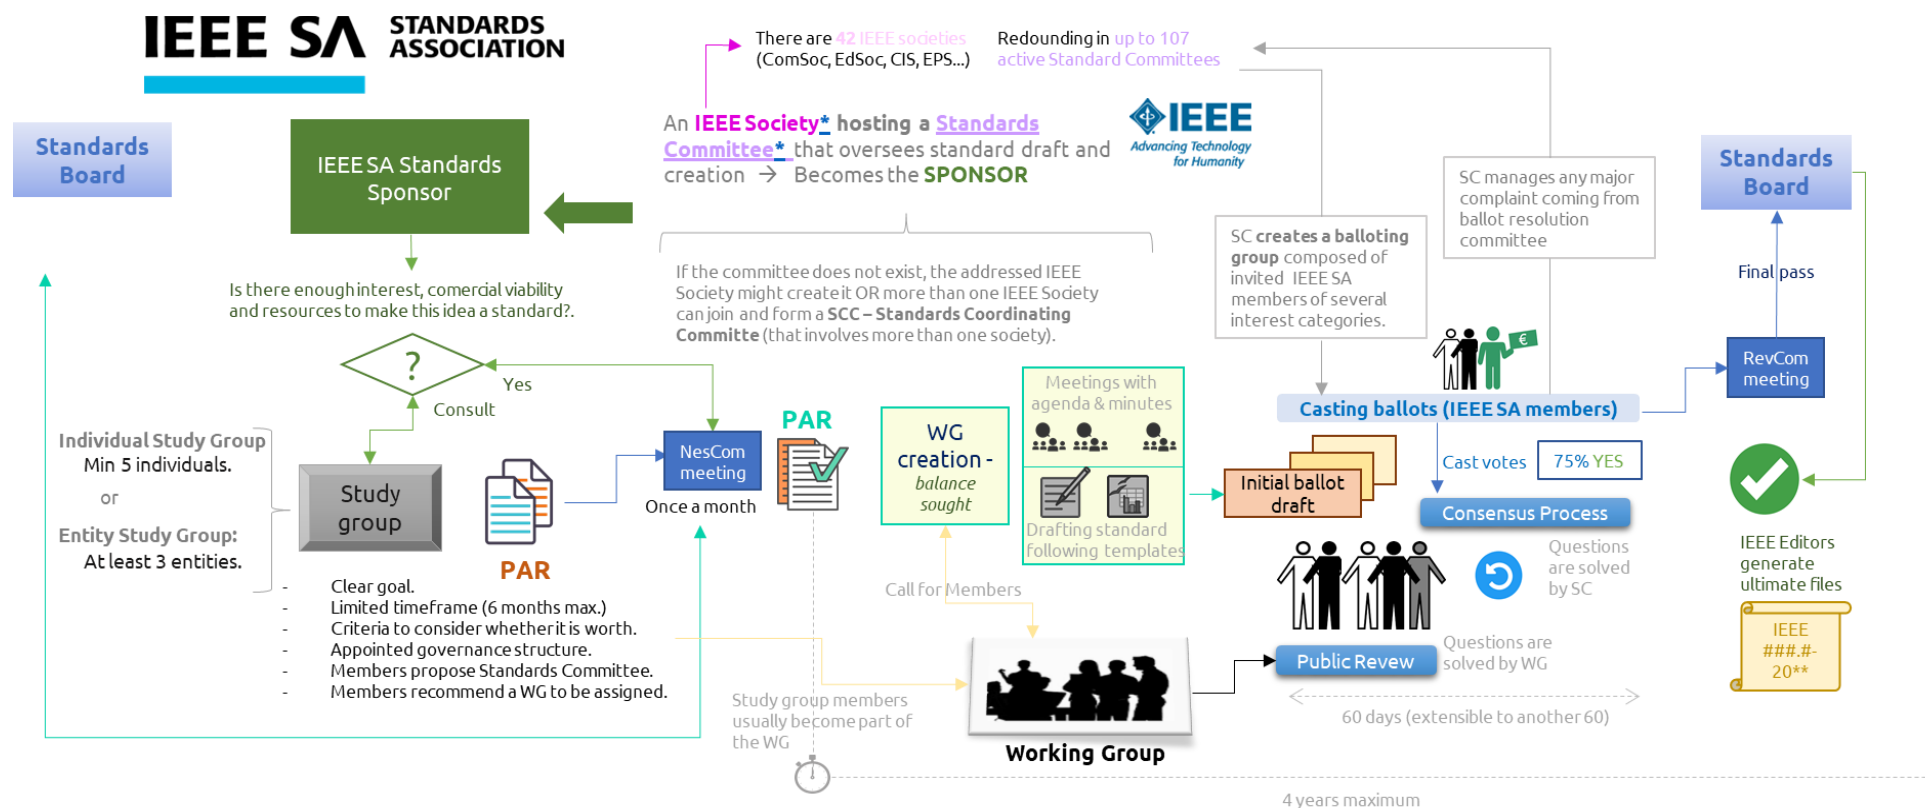 IEEE SA STANDARDS
ASSOCIATION
There are 42 IEEE societies
(ComSoc, EdSoc, CIS, EPS...)
Redounding in up to 107
active Standard Committees
Standards
Board
IEEE SA Standards
Sponsor
An IEEE Society* hosting a Standards
Committee* that oversees standard draft and
creation → Becomes the SPONSOR
IEEE
Advancing Technology
for Humanity
SC manages any major
complaint coming from
ballot resolution
committee
Standards
Board
SC creates a balloting
group composed of
invited IEEE SA
members of several
interest categories.
Final pass
Is there enough interest, comercial viability
and resources to make this idea a standard?.
If the committee does not exist, the addressed IEEE
Society might create it OR more than one IEEE Society
can join and form a SCC – Standards Coordinating
Committe (that involves more than one society).
?
Yes
Consult
€
RevCom
meeting
Meetings with
agenda & minutes
Casting ballots (IEEE SA members)
Individual Study Group
Min 5 individuals.
or
Entity Study Group:
At least 3 entities.
Study
group
PAR
NesCom
meeting
Once a month
PAR
WG
creation -
balance
sought
Drafting standard
following templates
Initial ballot
draft
Cast votes
75% YES
Consensus Process
Questions
are solved
by SC
IEEE Editors
generate
ultimate files
IEEE
###.#-
20**
- Clear goal.
- Limited timeframe (6 months max.)
- Criteria to consider whether it is worth.
- Appointed governance structure.
- Members propose Standards Committee.
- Members recommend a WG to be assigned.
Call for Members
Public Revew
Questions are
solved by WG
60 days (extensible to another 60)
Study group members
usually become part of
the WG
Working Group
4 years maximum